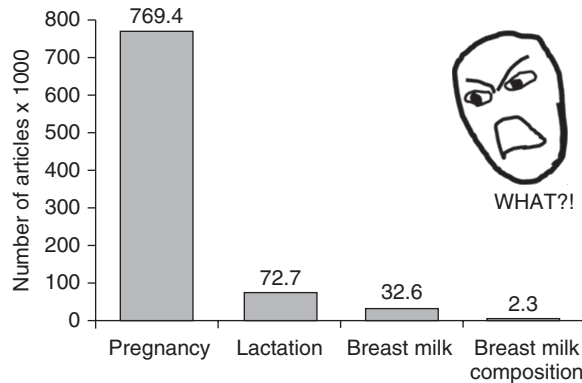 Number of articles x 1000
800
700
600
500
400
300
200
100
0
769.4
72.7
32.6
2.3
WHAT?!
Pregnancy
Lactation
Breast milk
Breast milk
composition